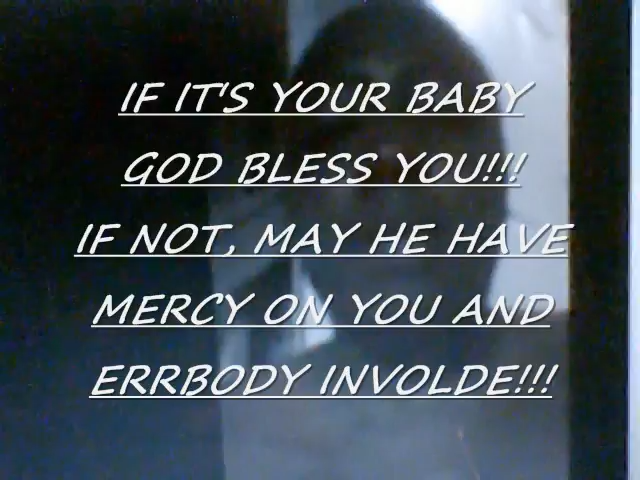 IF IT'S YOUR BABY
GOD BLESS YOU!!!
IF NOT, MAY HE HAVE
MERCY ON YOU AND
ERRBODY INVOLDE!!!